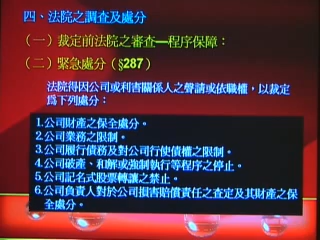 四、法院之調查及處分
（一）裁定前法院之審查—程序保障：
（二）緊急處分（§287）
法院得因公司或利害關係人之聲請或依職權，以裁定
為下列處分：
1.公司財產之保全處分。
2.公司業務之限制。
3.公司履行債務及對公司行使債權之限制。
4.公司破產、和解或強制執行等程序之停止。
5.公司記名式股票轉讓之禁止。
6.公司負責人對於公司損害賠償責任之查定及其財產之保
全處分。